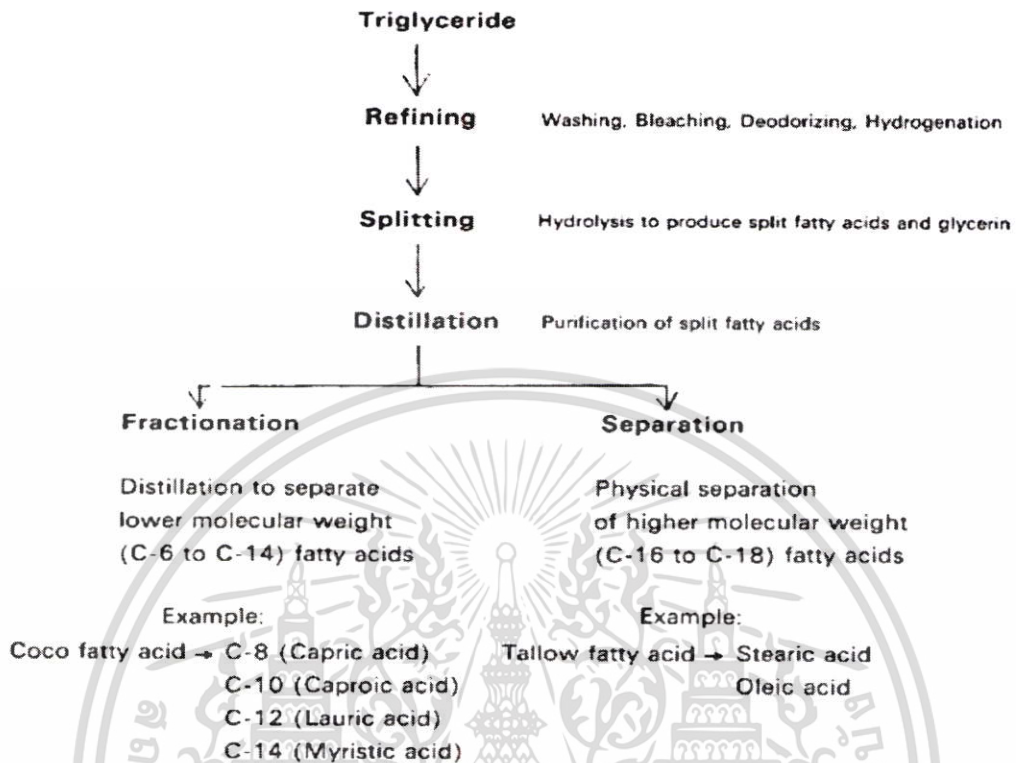 Triglyceride
Refining Washing, Bleaching, Deodorizing, Hydrogenation
Splitting Hydrolysis to produce split fatty acids and glycerin
Distillation Purification of split fatty acids
Fractionation
Distillation to separate
lower molecular weight
(C-6 to C-14) fatty acids
Example:
Coco fatty acid → C-8 (Capric acid)
C-10 (Caproic acid)
C-12 (Lauric acid)
C-14 (Myristic acid)
Separation
Physical separation
of higher molecular weight
(C-16 to C-18) fatty acids
Example:
Tallow fatty acid → Stearic acid
Oleic acid